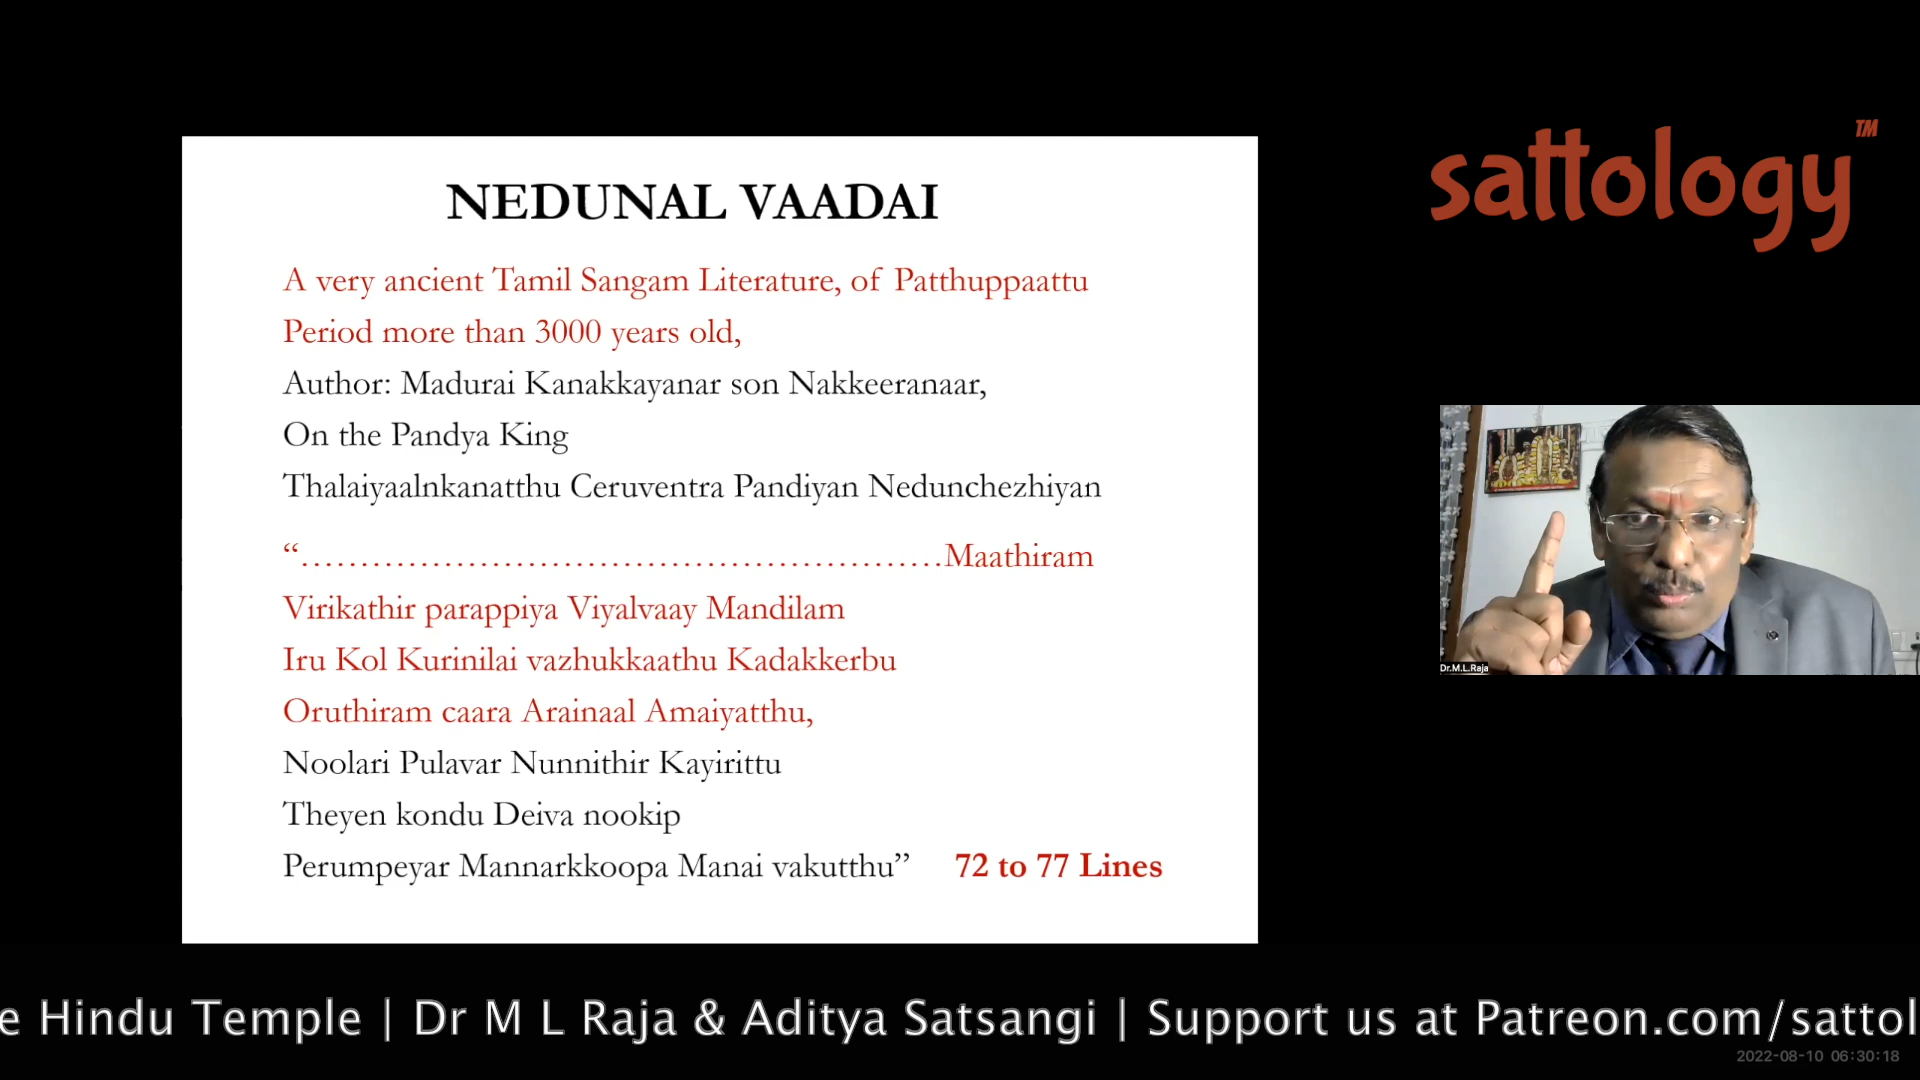 NEDUNAL VAADAI
A very ancient Tamil Sangam Literature, of Patthuppaattu
Period more than 3000 years old,
Author: Madurai Kanakkayanar son Nakkeeranaar,
On the Pandya King
Thalaiyaalnkanatthu Ceruventra Pandiyan Nedunchezhiyan
“......................................................Maathiram
Virikathir parappiya Viyalvaay Mandilam
Iru Kol Kurinilai vazhukkaathu Kadakkerbu
Oruthiram caara Arainaal Amaiyatthu,
Noolari Pulavar Nunnithir Kayirittu
Theyen kondu Deiva nookip
Perumpeyar Mannarkkoopa Manai vakutthu” 72 to 77 Lines
sattology™
Dr.M.L.Raja
e Hindu Temple | Dr M L Raja & Aditya Satsangi | Support us at Patreon.com/sattol
2022-08-10 06:30:18